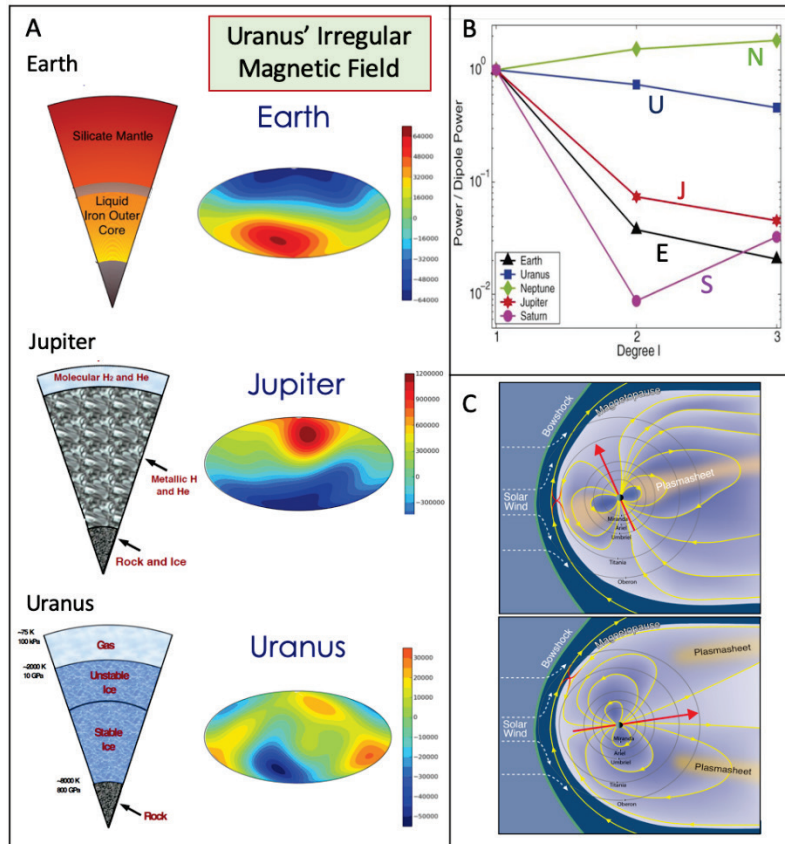 A
Uranus' Irregular
Magnetic Field
Earth
Silicate Mantle
Liquid
Iron Outer
Core
Earth
64000
48000
32000
16000
0
−16000
−32000
−48000
−64000
Jupiter
Molecular H₂ and He
Metallic H
and He
Rock and Ice
Jupiter
1200000
900000
600000
300000
0
−300000
Uranus
~75 K
100 kPa
Gas
~2000 K
10 GPa
Unstable
Ice
Stable
Ice
~8000 K
800 GPa
Rock
Uranus
30000
20000
10000
0
−10000
−20000
−30000
−40000
−50000
B
Power / Dipole Power
10⁰
10⁻¹
10⁻²
N
U
J
E
S
Earth
Uranus
Neptune
Jupiter
Saturn
1
2
3
Degree l
C
Bowshock
Magnetopause
Solar
Wind
Plasmasheet
Miranda
Ariel
Umbriel
Titania
Oberon
Bowshock
Magnetopause
Plasmasheet
Solar
Wind
Miranda
Ariel
Umbriel
Plasmasheet
Titania
Oberon